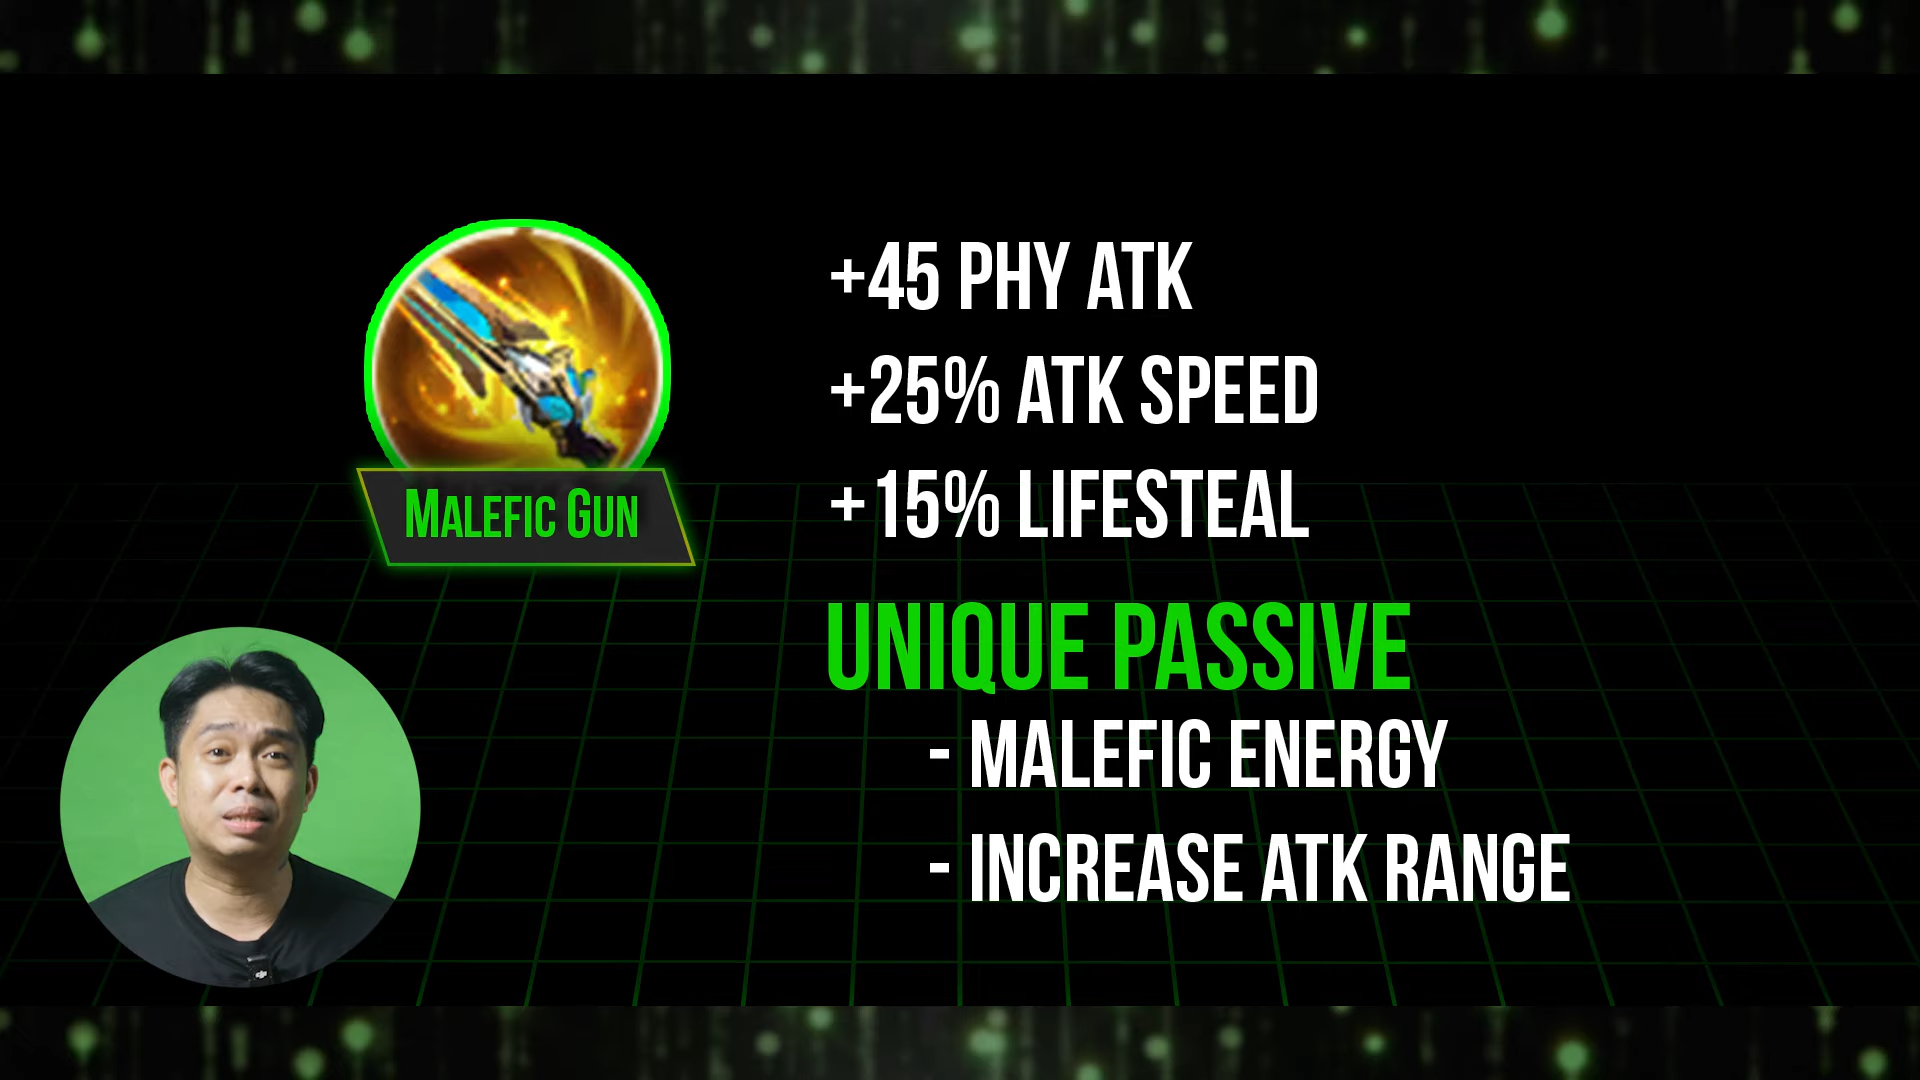 +45 PHY ATK
+25% ATK SPEED
+15% LIFESTEAL
MALEFIC GUN
UNIQUE PASSIVE
- MALEFIC ENERGY
- INCREASE ATK RANGE